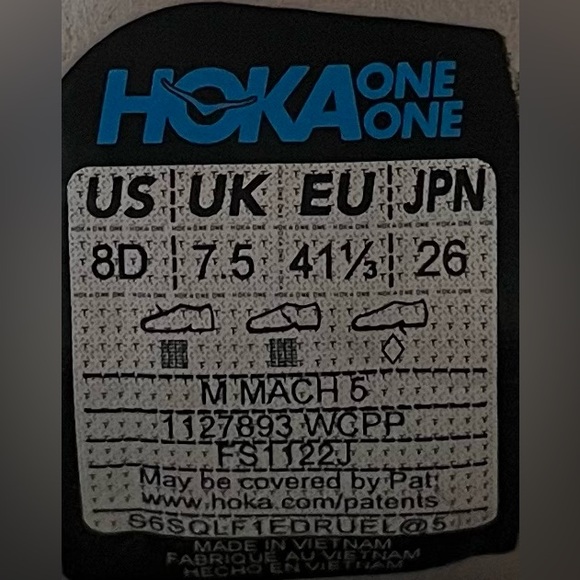 HOKA ONE ONE
US UK EU JPN
8D 7.5 41⅓ 26
M MACH 5
1127893 WCPP
FS1122J
May be covered by Pat:
www.hoka.com/patents
S6SQLF1EDRUEL@5
MADE IN VIETNAM
FABRIQUÉ AU VIETNAM
HECHO EN VIETNAM